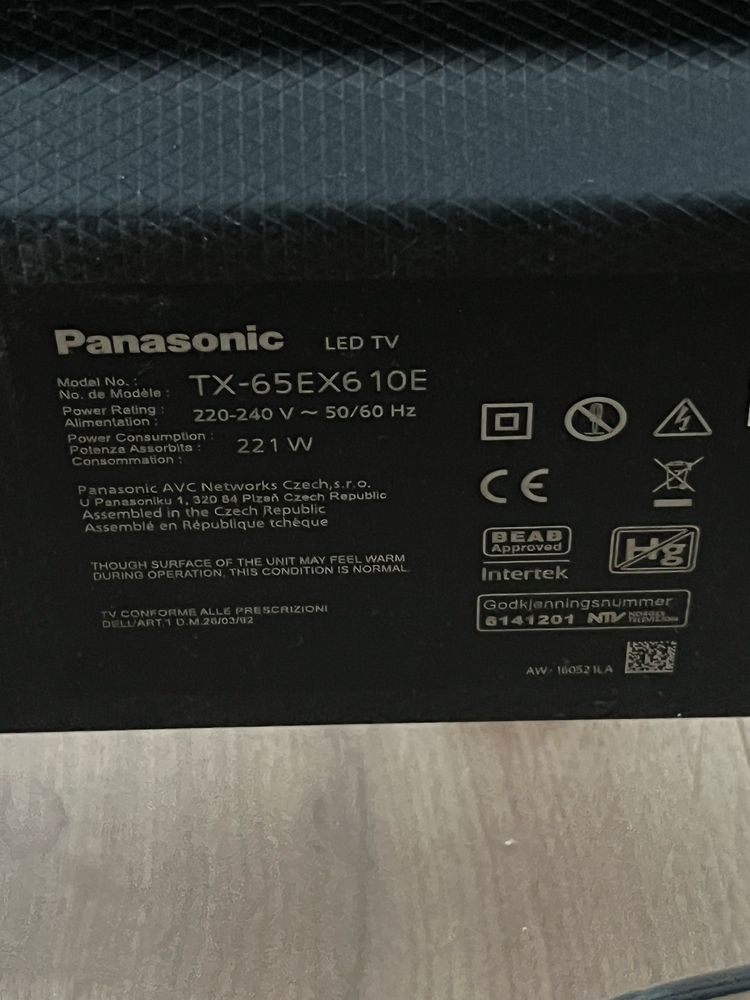 Panasonic LED TV
Model No. :
No. de Modèle : TX-65EX610E
Power Rating :
Alimentation : 220-240 V ~ 50/60 Hz
Power Consumption :
Potenza Assorbita : 221 W
Consommation :
Panasonic AVC Networks Czech,s.r.o.
U Panasoniku 1, 320 84 Plzeň Czech Republic
Assembled in the Czech Republic
Assemblé en République tchèque
THOUGH SURFACE OF THE UNIT MAY FEEL WARM
DURING OPERATION, THIS CONDITION IS NORMAL.
TV CONFORME ALLE PRESCRIZIONI
DELL'ART.1 D.M.26/03/92
CE
BEAB
Approved
Intertek
Hg
Godkjenningsnummer
6141201 NTV NORGES
TELEVISJON
AW-160521LA